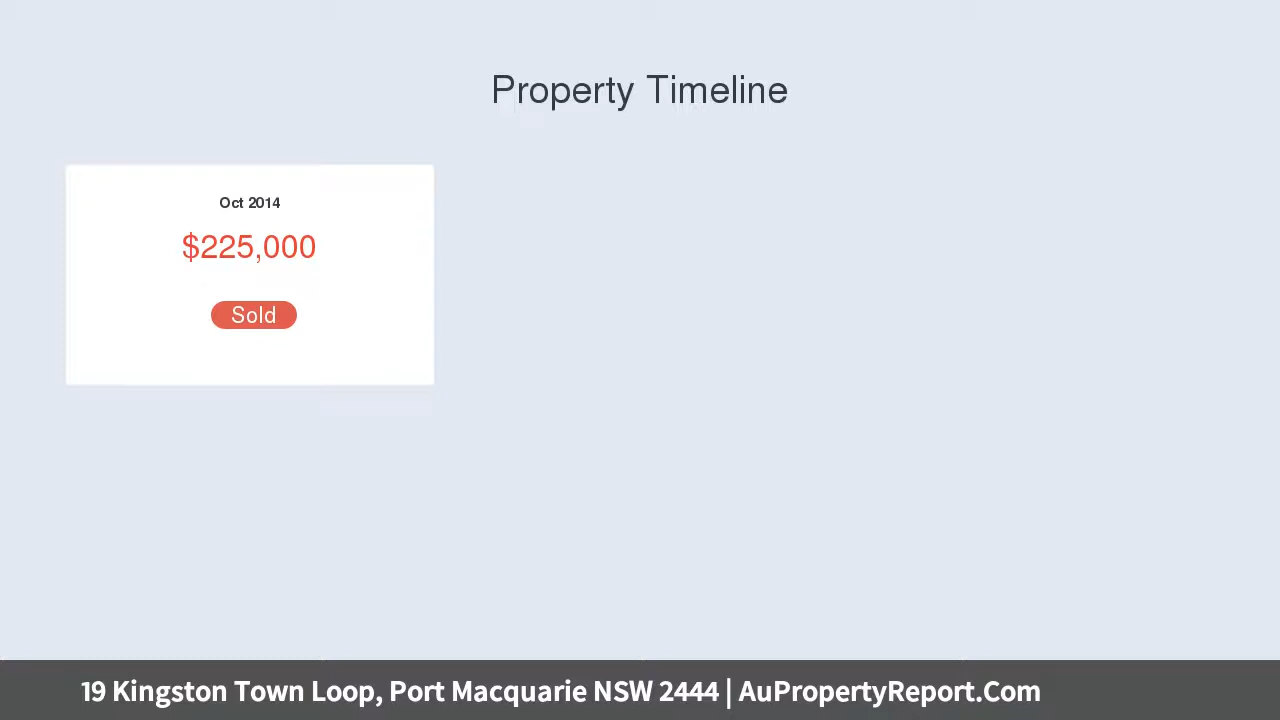 Property Timeline
Oct 2014
$225,000
Sold
19 Kingston Town Loop, Port Macquarie NSW 2444 | AuPropertyReport.Com